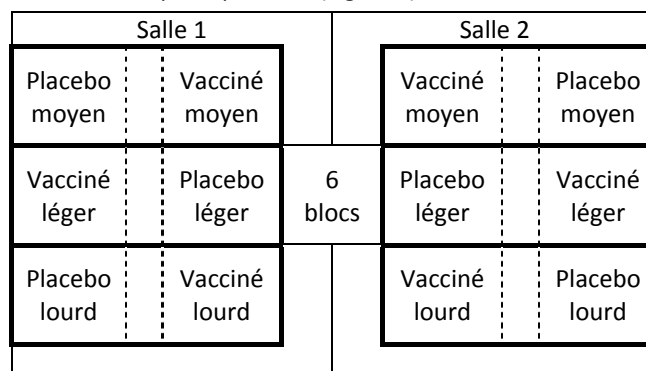 Salle 1 Salle 2
Placebo Vacciné Vacciné Placebo
moyen moyen moyen moyen
Vacciné Placebo 6 Placebo Vacciné
léger léger blocs léger léger
Placebo Vacciné Vacciné Placebo
lourd lourd lourd lourd